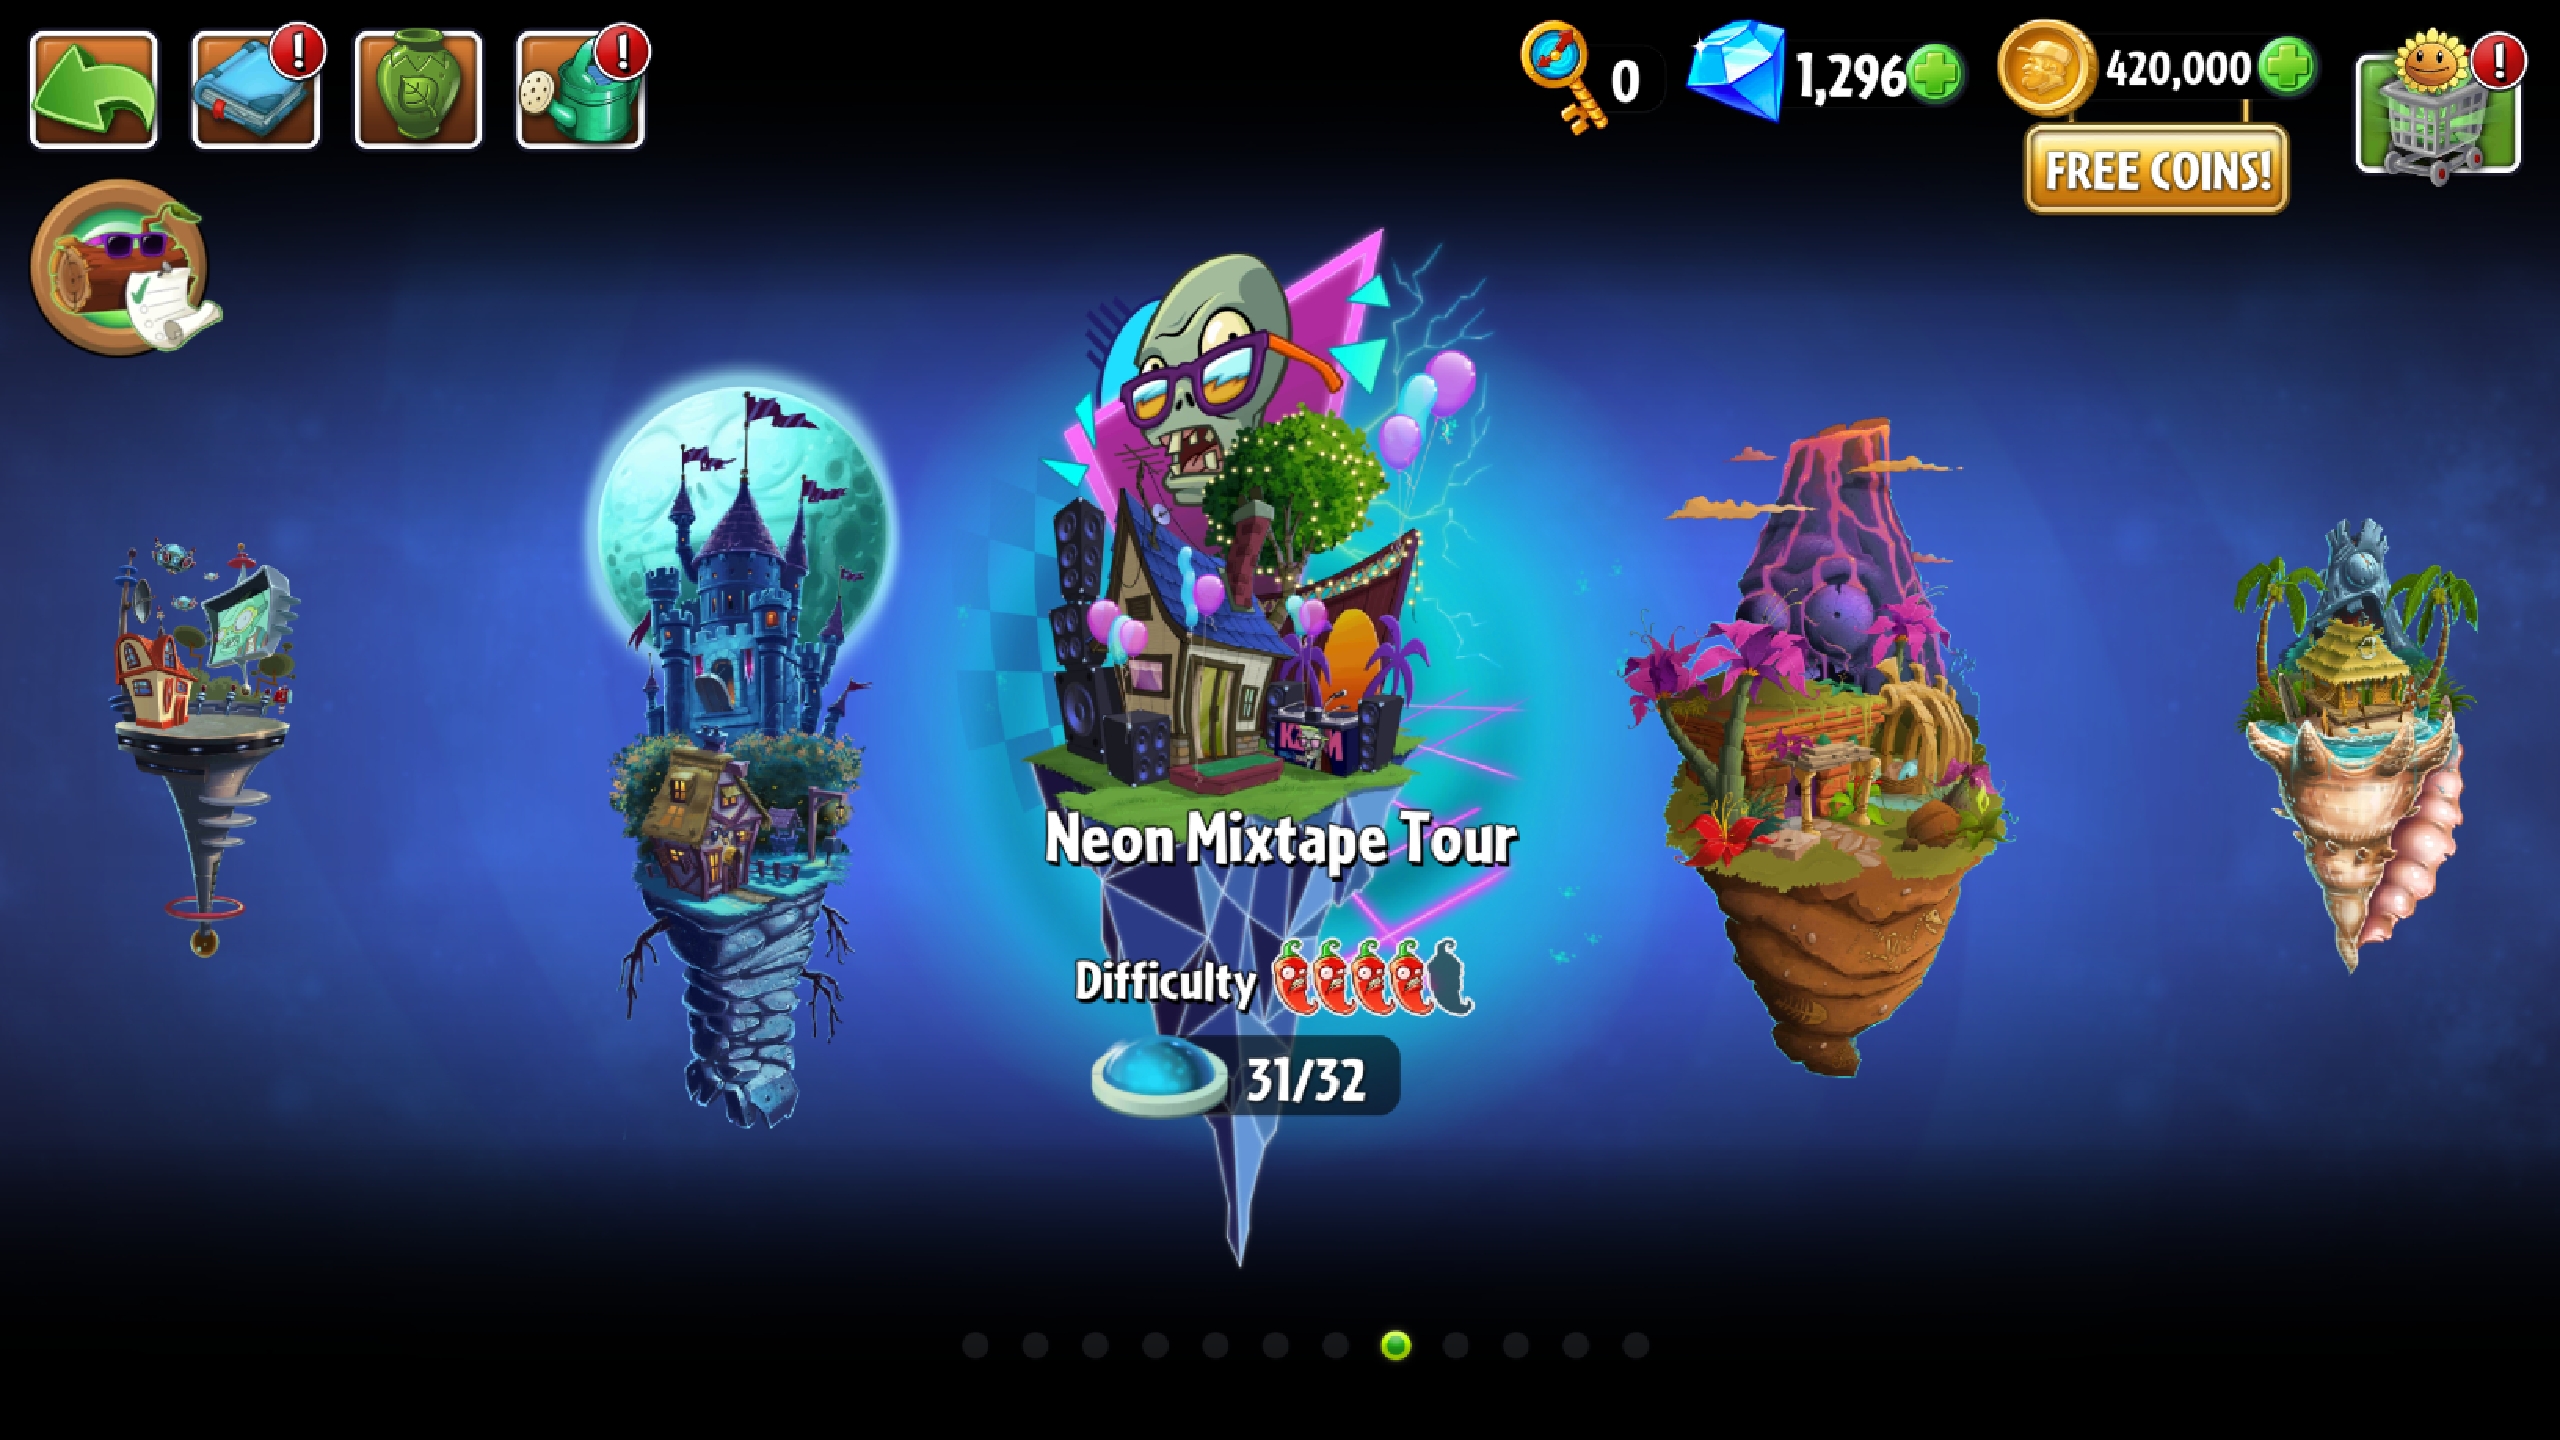 0
1,296
420,000
FREE COINS!
Neon Mixtape Tour
Difficulty
31/32